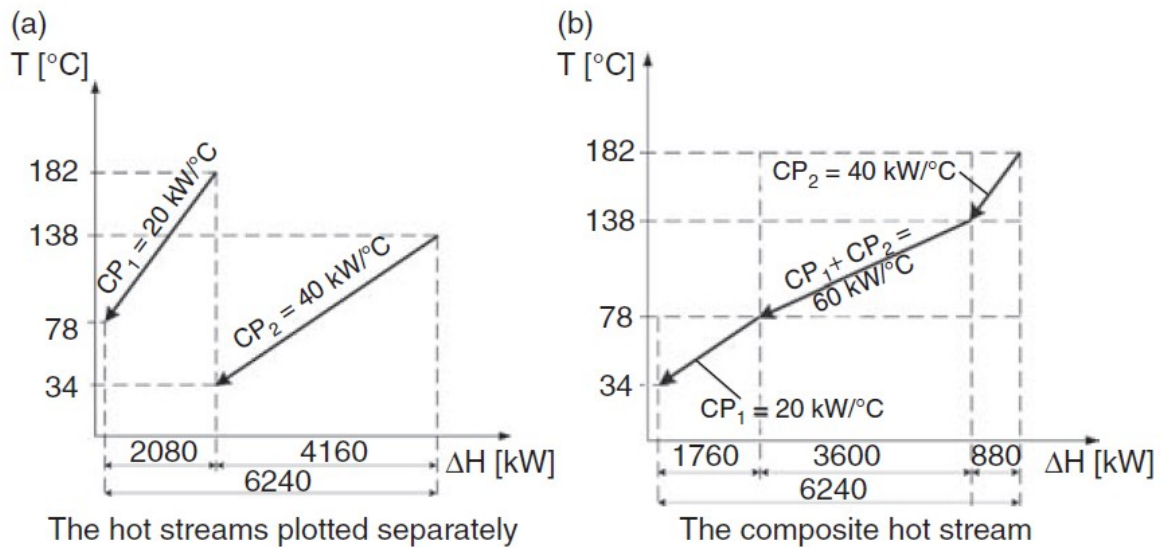 (a)
T [°C]
182
138
78
34
CP₁ = 20 kW/°C
CP₂ = 40 kW/°C
2080
4160
ΔH [kW]
6240
The hot streams plotted separately
(b)
T [°C]
182
138
78
34
CP₂ = 40 kW/°C
CP₁+ CP₂ =
60 kW/°C
CP₁ = 20 kW/°C
1760
3600
880
ΔH [kW]
6240
The composite hot stream